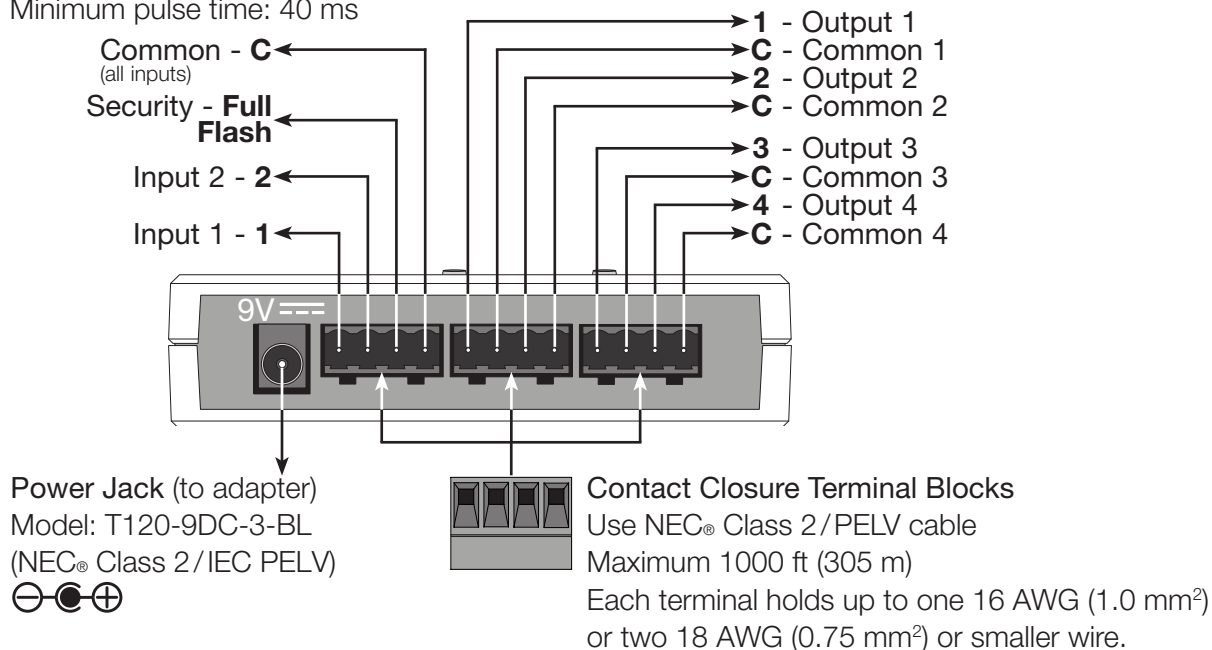 Minimum pulse time: 40 ms
Common - C
(all inputs)
Security - Full
Flash
Input 2 - 2
Input 1 - 1
1 - Output 1
C - Common 1
2 - Output 2
C - Common 2
3 - Output 3
C - Common 3
4 - Output 4
C - Common 4
9V
Power Jack (to adapter)
Model: T120-9DC-3-BL
(NEC® Class 2/IEC PELV)
Contact Closure Terminal Blocks
Use NEC® Class 2/PELV cable
Maximum 1000 ft (305 m)
Each terminal holds up to one 16 AWG (1.0 mm²)
or two 18 AWG (0.75 mm²) or smaller wire.